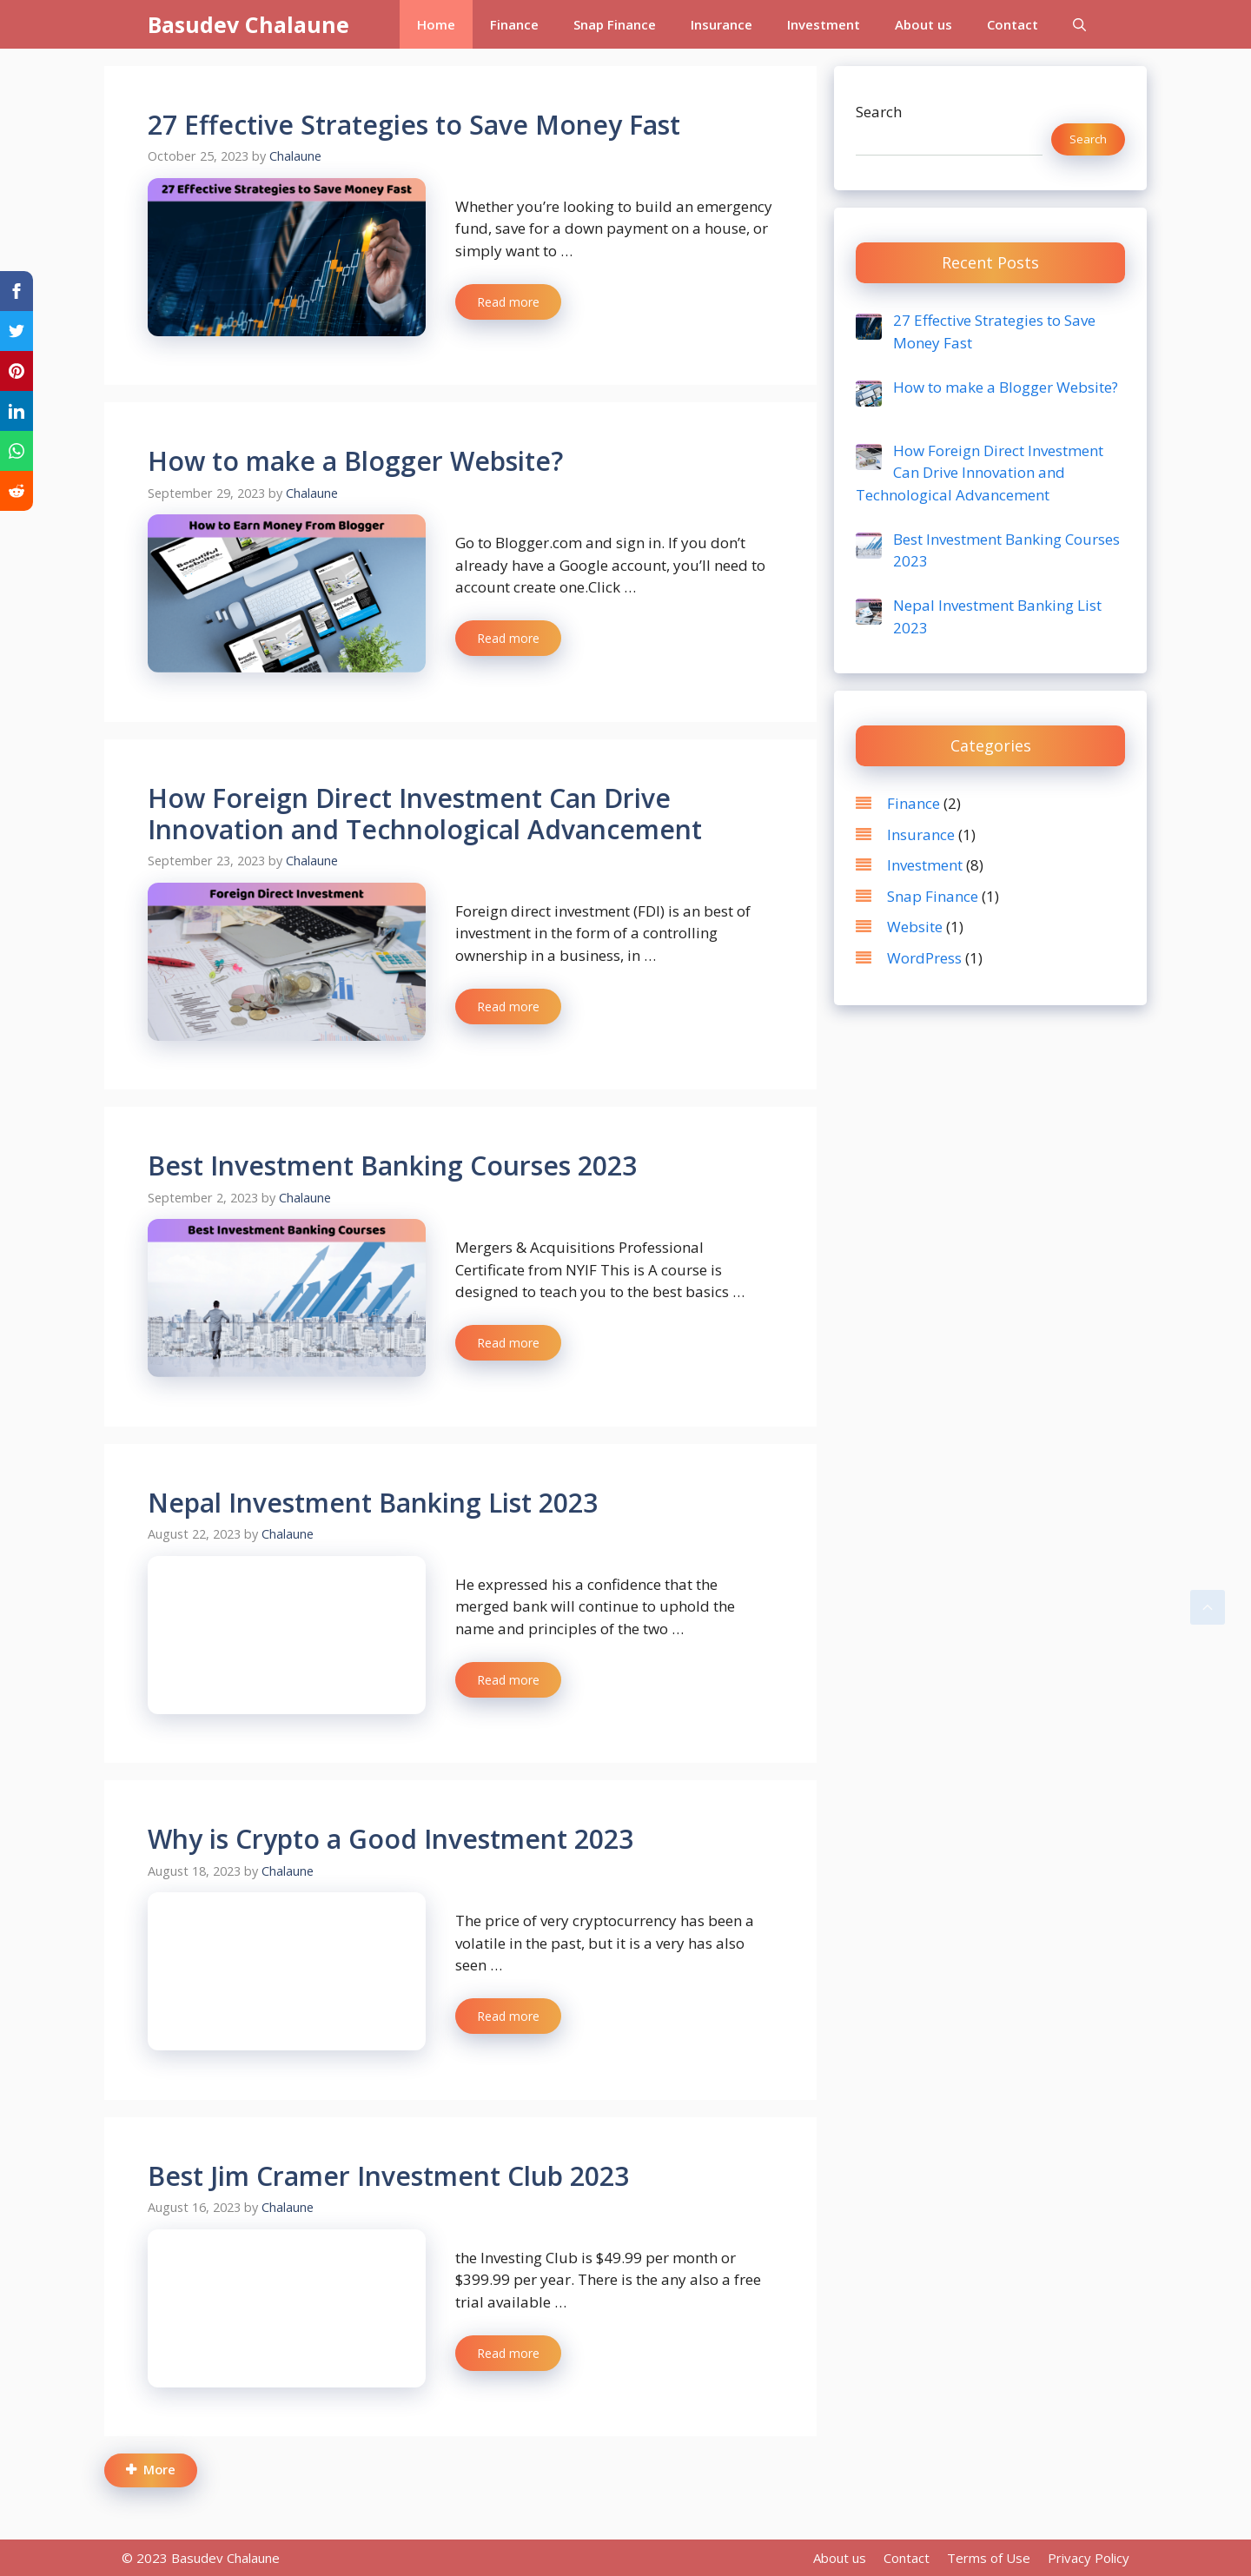 Basudev Chalaune
Home Finance Snap Finance Insurance Investment About us Contact
27 Effective Strategies to Save Money Fast
October 25, 2023 by Chalaune
27 Effective Strategies to Save Money Fast
Whether you’re looking to build an emergency
fund, save for a down payment on a house, or
simply want to …
Read more
How to make a Blogger Website?
September 29, 2023 by Chalaune
How to Earn Money From Blogger
Beautiful
websites.
Go to Blogger.com and sign in. If you don’t
already have a Google account, you’ll need to
account create one.Click …
Read more
How Foreign Direct Investment Can Drive
Innovation and Technological Advancement
September 23, 2023 by Chalaune
Foreign Direct Investment
Foreign direct investment (FDI) is an best of
investment in the form of a controlling
ownership in a business, in …
Read more
Best Investment Banking Courses 2023
September 2, 2023 by Chalaune
Best Investment Banking Courses
Mergers & Acquisitions Professional
Certificate from NYIF This is A course is
designed to teach you to the best basics …
Read more
Nepal Investment Banking List 2023
August 22, 2023 by Chalaune
He expressed his a confidence that the
merged bank will continue to uphold the
name and principles of the two …
Read more
Why is Crypto a Good Investment 2023
August 18, 2023 by Chalaune
The price of very cryptocurrency has been a
volatile in the past, but it is a very has also
seen …
Read more
Best Jim Cramer Investment Club 2023
August 16, 2023 by Chalaune
the Investing Club is $49.99 per month or
$399.99 per year. There is the any also a free
trial available …
Read more
More
Search
Search
Recent Posts
27 Effective Strategies to Save
Money Fast
How to make a Blogger Website?
How Foreign Direct Investment
Can Drive Innovation and
Technological Advancement
Best Investment Banking Courses
2023
Nepal Investment Banking List
2023
Categories
Finance (2)
Insurance (1)
Investment (8)
Snap Finance (1)
Website (1)
WordPress (1)
© 2023 Basudev Chalaune
About us Contact Terms of Use Privacy Policy